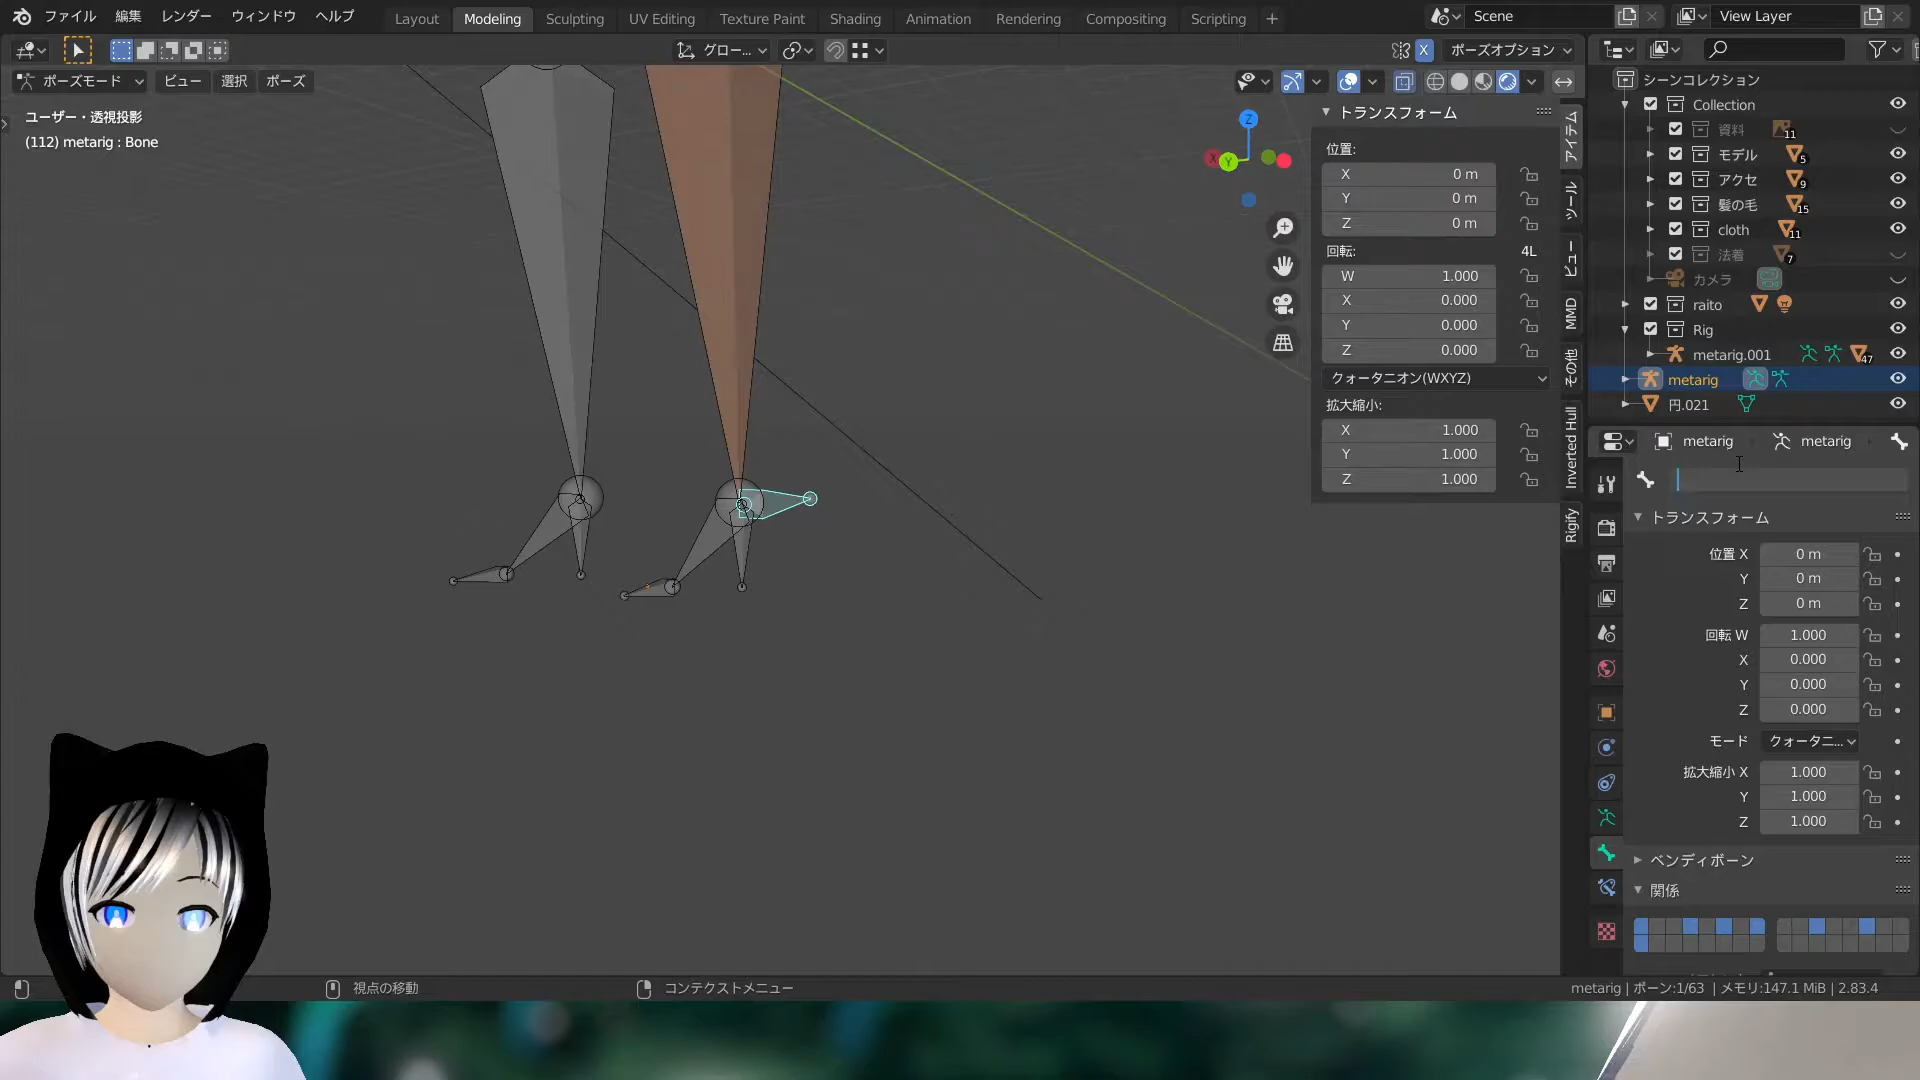 ファイル 編集 レンダー ウィンドウ ヘルプ Layout Modeling Sculpting UV Editing Texture Paint Shading Animation Rendering Compositing Scripting + Scene View Layer
グロー... X ポーズオプション
ポーズモード ビュー 選択 ポーズ
ユーザー・透視投影
(112) metarig : Bone
Z
X
Y
トランスフォーム
位置:
X 0 m
Y 0 m
Z 0 m
回転: 4L
W 1.000
X 0.000
Y 0.000
Z 0.000
クォータニオン(WXYZ)
拡大縮小:
X 1.000
Y 1.000
Z 1.000
アイテム
ツール
ビュー
MMD
その他
Inverted Hull
Rigify
シーンコレクション
Collection
資料 11
モデル 5
アクセ 9
髪の毛 15
cloth 11
法着 7
カメラ
raito
Rig
metarig.001 47
metarig
円.021
metarig metarig
トランスフォーム
位置 X 0 m
Y 0 m
Z 0 m
回転 W 1.000
X 0.000
Y 0.000
Z 0.000
モード クォータニ...
拡大縮小 X 1.000
Y 1.000
Z 1.000
ベンディボーン
関係
視点の移動 コンテクストメニュー metarig | ボーン:1/63 | メモリ:147.1 MiB | 2.83.4